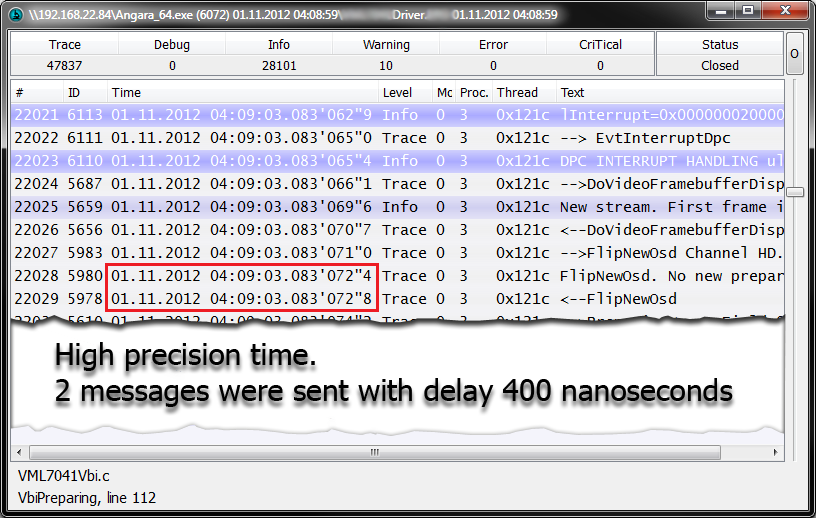 \\192.168.22.84\Angara_64.exe (6072) 01.11.2012 04:08:59\ Driver. 01.11.2012 04:08:59
Trace Debug Info Warning Error CriTical Status
47837 0 28101 10 0 0 Closed O
# ID Time Level Mo Proc. Thread Text
22021 6113 01.11.2012 04:09:03.083'062"9 Info 0 3 0x121c lInterrupt=0x000000020000
22022 6111 01.11.2012 04:09:03.083'065"0 Trace 0 3 0x121c --> EvtInterruptDpc
22023 6110 01.11.2012 04:09:03.083'065"4 Info 0 3 0x121c DPC INTERRUPT HANDLING ul
22024 5687 01.11.2012 04:09:03.083'066"1 Trace 0 3 0x121c -->DoVideoFramebufferDisp
22025 5659 01.11.2012 04:09:03.083'069"6 Info 0 3 0x121c New stream. First frame i
22026 5656 01.11.2012 04:09:03.083'070"7 Trace 0 3 0x121c <--DoVideoFramebufferDisp
22027 5983 01.11.2012 04:09:03.083'071"0 Trace 0 3 0x121c -->FlipNewOsd Channel HD.
22028 5980 01.11.2012 04:09:03.083'072"4 Trace 0 3 0x121c FlipNewOsd. No new prepar
22029 5978 01.11.2012 04:09:03.083'072"8 Trace 0 3 0x121c <--FlipNewOsd
High precision time.
2 messages were sent with delay 400 nanoseconds
VML7041Vbi.c
VbiPreparing, line 112